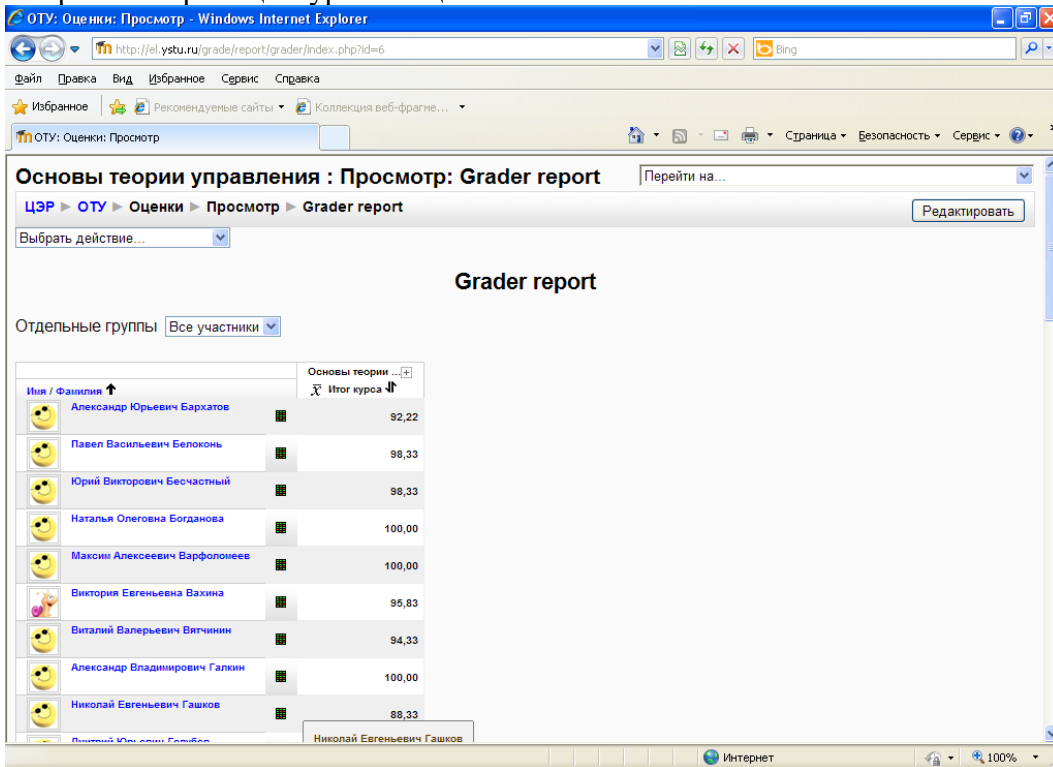 ОТУ: Оценки: Просмотр - Windows Internet Explorer
http://el.ystu.ru/grade/report/grader/index.php?id=6
Bing
Файл Правка Вид Избранное Сервис Справка
Избранное Рекомендуемые сайты Коллекция веб-фрагме...
ОТУ: Оценки: Просмотр
Страница Безопасность Сервис
Основы теории управления : Просмотр: Grader report
Перейти на...
ЦЭР ► ОТУ ► Оценки ► Просмотр ► Grader report
Редактировать
Выбрать действие...
Grader report
Отдельные группы Все участники
Основы теории ...
Имя / Фамилия x̄ Итог курса
Александр Юрьевич Бархатов 92,22
Павел Васильевич Белоконь 98,33
Юрий Викторович Бесчастный 98,33
Наталья Олеговна Богданова 100,00
Максим Алексеевич Варфоломеев 100,00
Виктория Евгеньевна Вахина 95,83
Виталий Валерьевич Вятчинин 94,33
Александр Владимирович Галкин 100,00
Николай Евгеньевич Гашков 88,33
Николай Евгеньевич Гашков
Интернет
100%